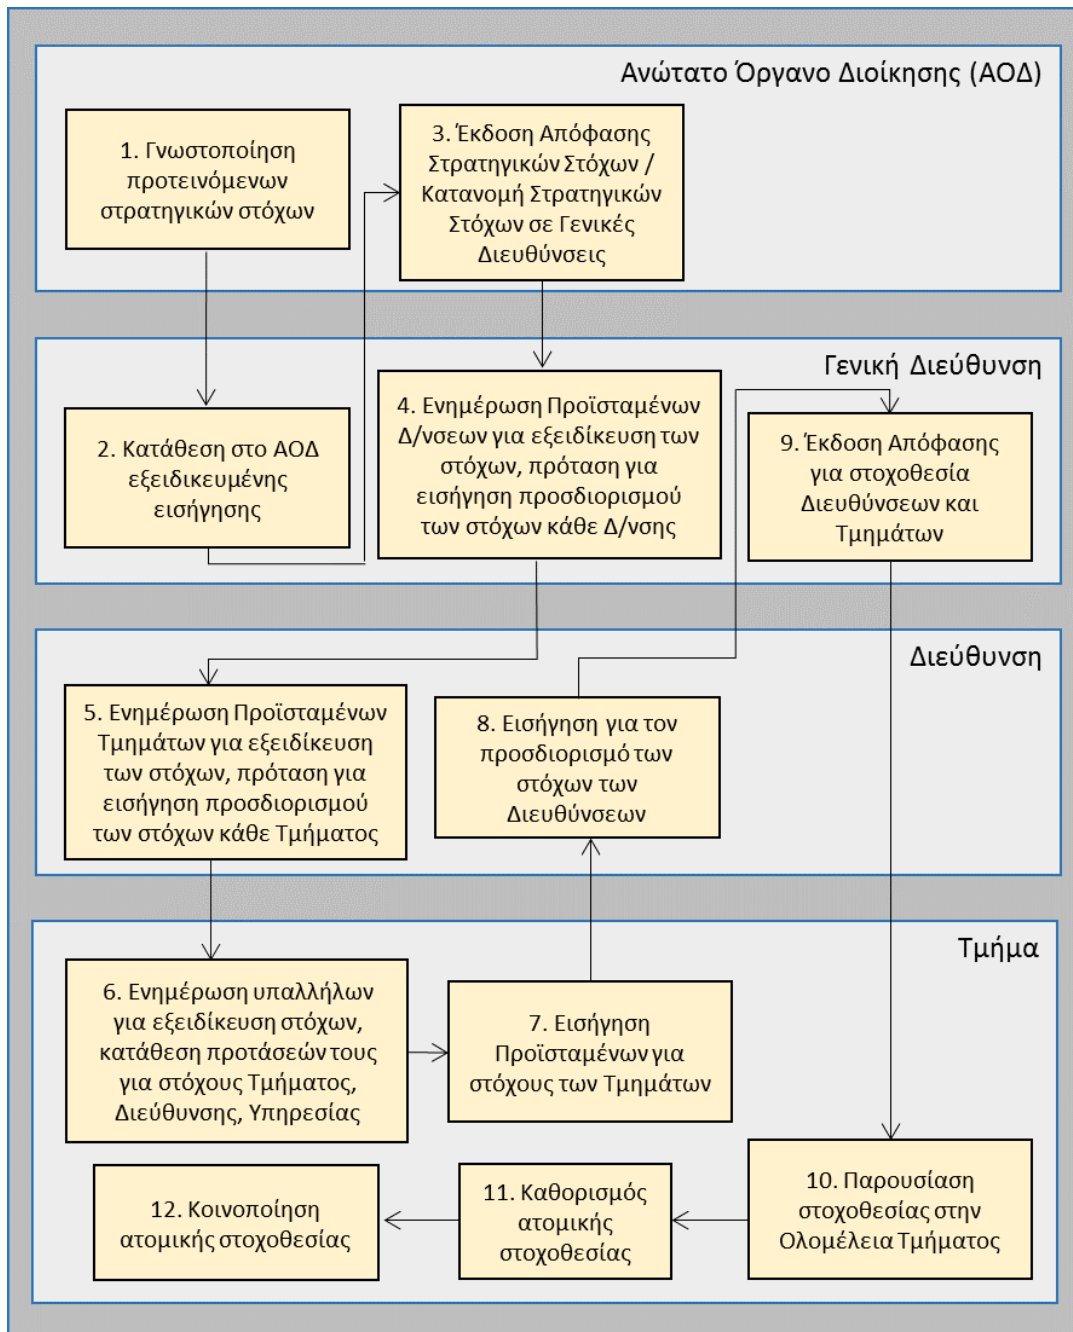 Ανώτατο Όργανο Διοίκησης (ΑΟΔ)
1. Γνωστοποίηση
προτεινόμενων
στρατηγικών στόχων
3. Έκδοση Απόφασης
Στρατηγικών Στόχων /
Κατανομή Στρατηγικών
Στόχων σε Γενικές
Διευθύνσεις
Γενική Διεύθυνση
2. Κατάθεση στο ΑΟΔ
εξειδικευμένης
εισήγησης
4. Ενημέρωση Προϊσταμένων
Δ/νσεων για εξειδίκευση των
στόχων, πρόταση για
εισήγηση προσδιορισμού
των στόχων κάθε Δ/νσης
9. Έκδοση Απόφασης
για στοχοθεσία
Διευθύνσεων και
Τμημάτων
Διεύθυνση
5. Ενημέρωση Προϊσταμένων
Τμημάτων για εξειδίκευση
των στόχων, πρόταση για
εισήγηση προσδιορισμού
των στόχων κάθε Τμήματος
8. Εισήγηση για τον
προσδιορισμό των
στόχων των
Διευθύνσεων
Τμήμα
6. Ενημέρωση υπαλλήλων
για εξειδίκευση στόχων,
κατάθεση προτάσεών τους
για στόχους Τμήματος,
Διεύθυνσης, Υπηρεσίας
7. Εισήγηση
Προϊσταμένων για
στόχους των Τμημάτων
10. Παρουσίαση
στοχοθεσίας στην
Ολομέλεια Τμήματος
11. Καθορισμός
ατομικής
στοχοθεσίας
12. Κοινοποίηση
ατομικής στοχοθεσίας